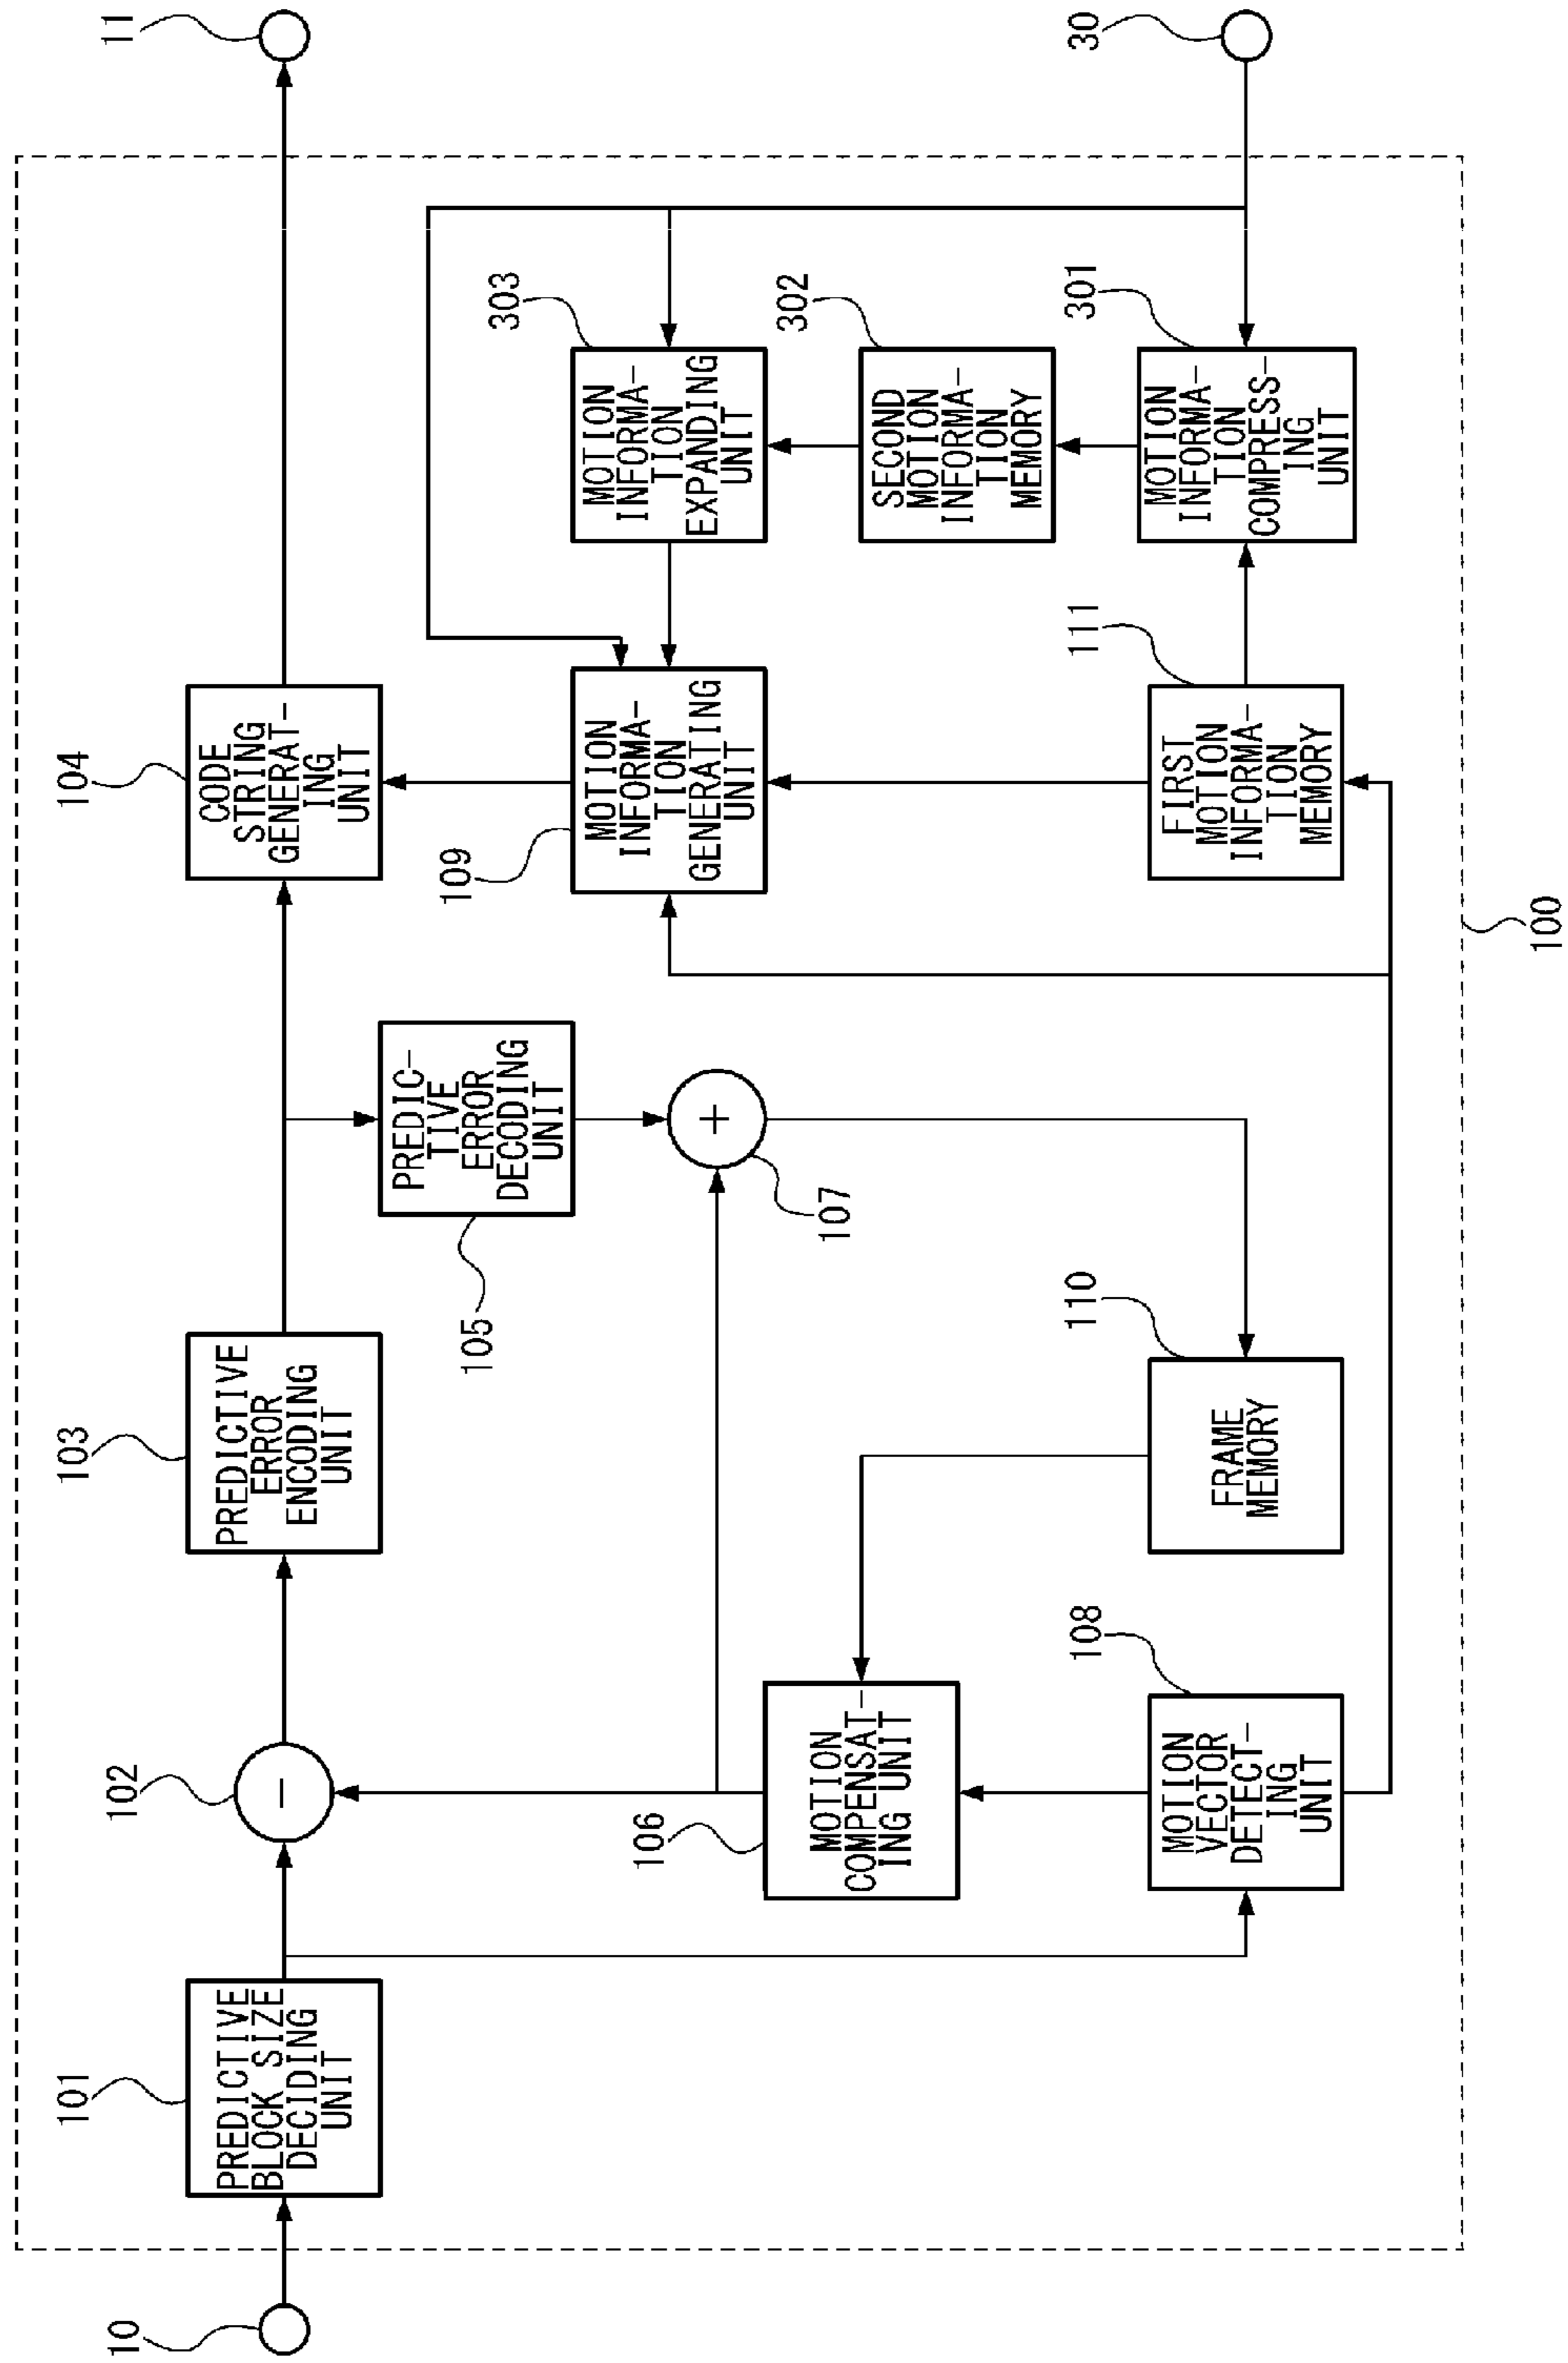 10
101
PREDICTIVE
BLOCK SIZE
DECIDING
UNIT
102
−
103
PREDICTIVE
ERROR
ENCODING
UNIT
104
CODE
STRING
GENERAT-
ING
UNIT
11
105
PREDIC-
TIVE
ERROR
DECODING
UNIT
106
MOTION
COMPENSAT-
ING UNIT
107
+
109
MOTION
INFORMA-
TION
GENERATING
UNIT
303
MOTION
INFORMA-
TION
EXPANDING
UNIT
302
SECOND
MOTION
INFORMA-
TION
MEMORY
108
MOTION
VECTOR
DETECT-
ING
UNIT
110
FRAME
MEMORY
111
FIRST
MOTION
INFORMA-
TION
MEMORY
301
MOTION
INFORMA-
TION
COMPRESS-
ING
UNIT
30
100